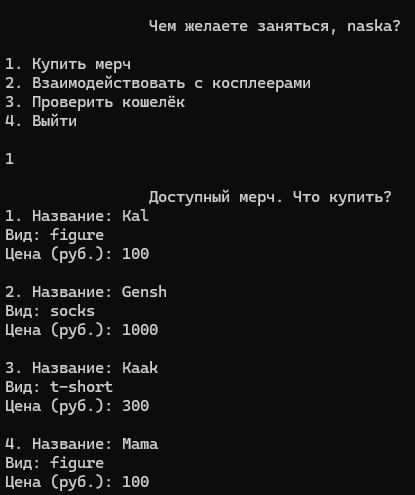 Чем желаете заняться, naska?
1. Купить мерч
2. Взаимодействовать с косплеерами
3. Проверить кошелёк
4. Выйти
1
Доступный мерч. Что купить?
1. Название: Kal
Вид: figure
Цена (руб.): 100
2. Название: Gensh
Вид: socks
Цена (руб.): 1000
3. Название: Kaak
Вид: t-short
Цена (руб.): 300
4. Название: Mama
Вид: figure
Цена (руб.): 100